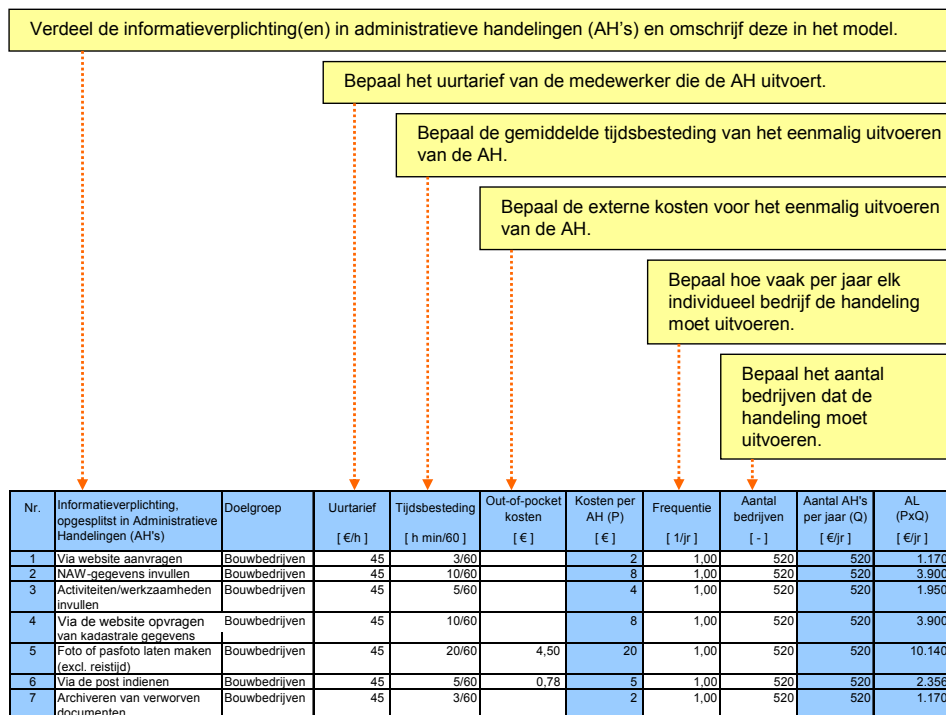 Verdeel de informatieverplichting(en) in administratieve handelingen (AH's) en omschrijf deze in het model.
Bepaal het uurtarief van de medewerker die de AH uitvoert.
Bepaal de gemiddelde tijdsbesteding van het eenmalig uitvoeren
van de AH.
Bepaal de externe kosten voor het eenmalig uitvoeren
van de AH.
Bepaal hoe vaak per jaar elk
individueel bedrijf de handeling
moet uitvoeren.
Bepaal het aantal
bedrijven dat de
handeling moet
uitvoeren.
Nr. Informatieverplichting, Doelgroep Uurtarief Tijdsbesteding Out-of-pocket Kosten per Frequentie Aantal Aantal AH's AL
opgesplitst in Administratieve kosten AH (P) bedrijven per jaar (Q) (PxQ)
Handelingen (AH's) [ €/h ] [ h min/60 ] [ € ] [ € ] [ 1/jr ] [ - ] [ €/jr ] [ €/jr ]
1 Via website aanvragen Bouwbedrijven 45 3/60 2 1,00 520 520 1.170
2 NAW-gegevens invullen Bouwbedrijven 45 10/60 8 1,00 520 520 3.900
3 Activiteiten/werkzaamheden Bouwbedrijven 45 5/60 4 1,00 520 520 1.950
invullen
4 Via de website opvragen Bouwbedrijven 45 10/60 8 1,00 520 520 3.900
van kadastrale gegevens
5 Foto of pasfoto laten maken Bouwbedrijven 45 20/60 4,50 20 1,00 520 520 10.140
(excl. reistijd)
6 Via de post indienen Bouwbedrijven 45 5/60 0,78 5 1,00 520 520 2.356
7 Archiveren van verworven Bouwbedrijven 45 3/60 2 1,00 520 520 1.170
documenten